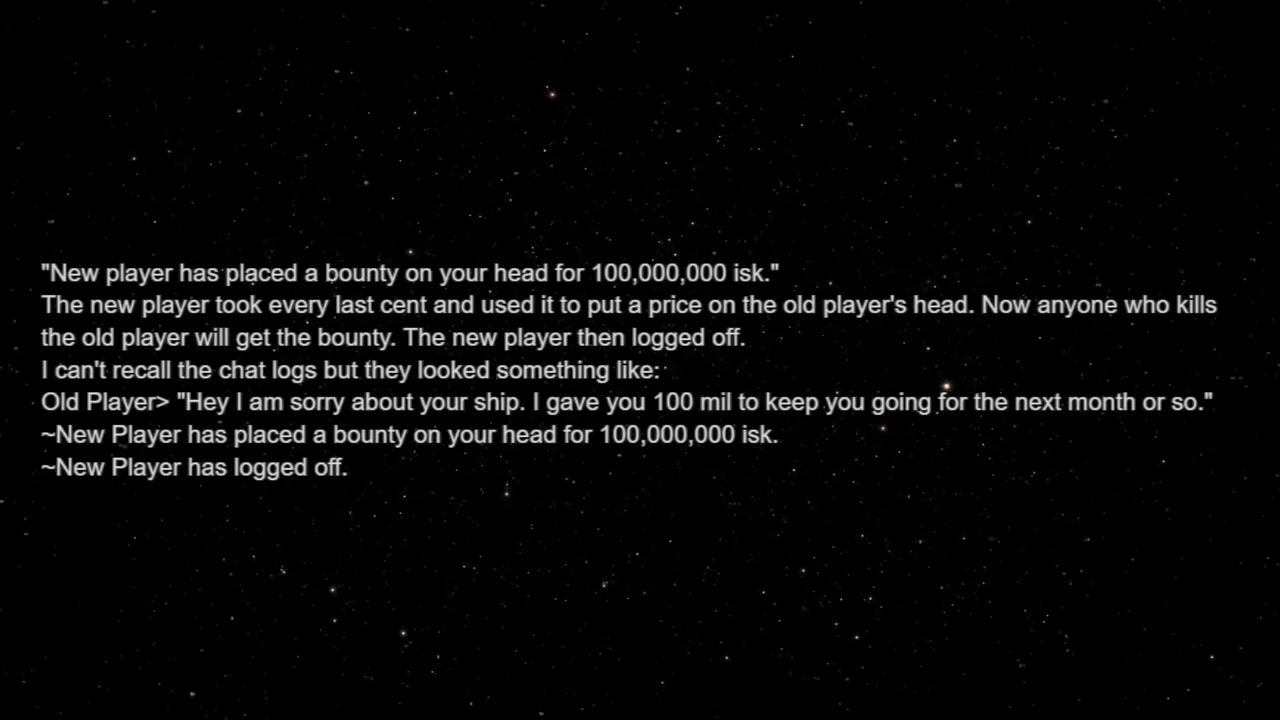 "New player has placed a bounty on your head for 100,000,000 isk."
The new player took every last cent and used it to put a price on the old player's head. Now anyone who kills
the old player will get the bounty. The new player then logged off.
I can't recall the chat logs but they looked something like:
Old Player> "Hey I am sorry about your ship. I gave you 100 mil to keep you going for the next month or so."
~New Player has placed a bounty on your head for 100,000,000 isk.
~New Player has logged off.